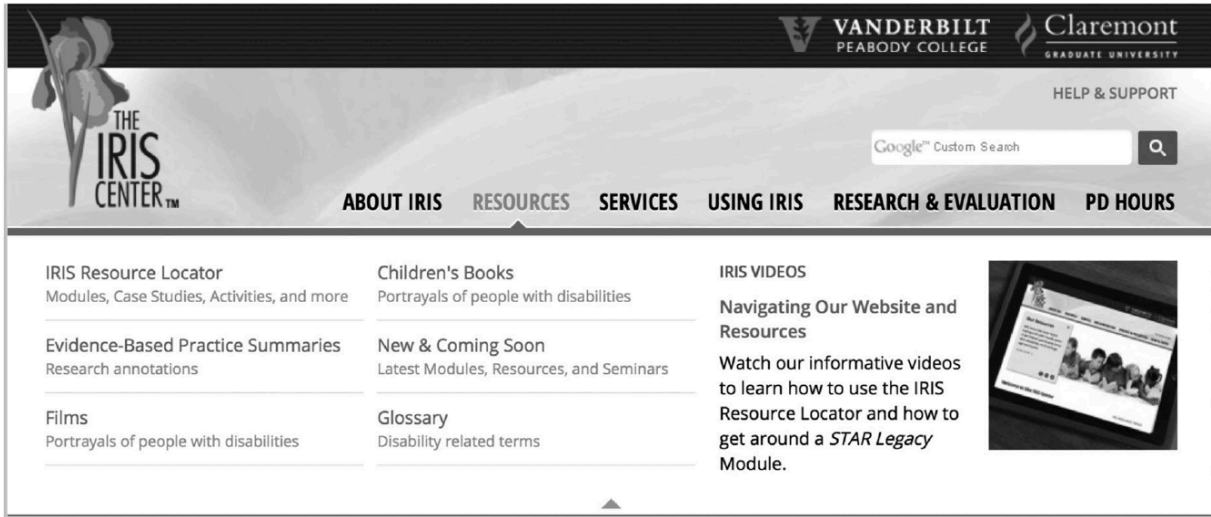 VANDERBILT
PEABODY COLLEGE
Claremont
GRADUATE UNIVERSITY
HELP & SUPPORT
THE
IRIS
CENTER TM
Google™ Custom Search
ABOUT IRIS RESOURCES SERVICES USING IRIS RESEARCH & EVALUATION PD HOURS
IRIS Resource Locator
Modules, Case Studies, Activities, and more
Evidence-Based Practice Summaries
Research annotations
Films
Portrayals of people with disabilities
Children's Books
Portrayals of people with disabilities
New & Coming Soon
Latest Modules, Resources, and Seminars
Glossary
Disability related terms
IRIS VIDEOS
Navigating Our Website and
Resources
Watch our informative videos
to learn how to use the IRIS
Resource Locator and how to
get around a STAR Legacy
Module.